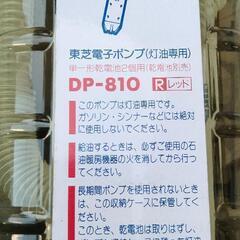 東芝電子ポンプ(灯油専用)
単一形乾電池2個用(乾電池別売)
DP-810 R レッド
このポンプは灯油専用です。
ガソリン・シンナーなどには絶対
に使用しないでください。
給油するときは、必ずご使用の石
油暖房機器の火を消してから行っ
てください。
長期間ポンプを使用されないとき
は、この収納ケースに保管してく
ださい。
このとき、乾電池は取りはずし、